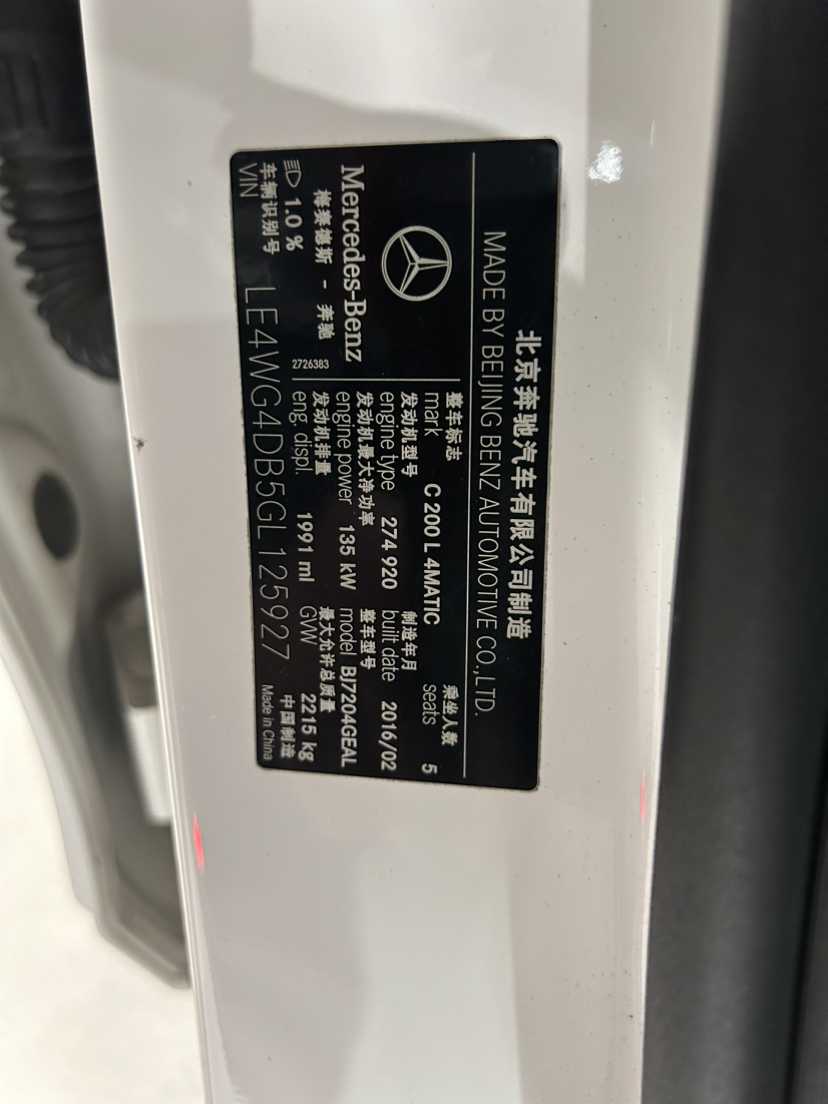 北京奔驰汽车有限公司制造
MADE BY BEIJING BENZ AUTOMOTIVE CO.,LTD.
Mercedes-Benz
梅赛德斯 - 奔驰
1.0 %
2726383
整车标志
mark C 200 L 4MATIC
乘坐人数
seats 5
发动机型号
engine type 274 920
制造年月
built date 2016/02
发动机最大净功率
engine power 135 kW
整车型号
model BJ7204GEAL
发动机排量
eng. displ. 1991 ml
最大允许总质量
GVW 2215 kg
车辆识别号
VIN LE4WG4DB5GL125927
中国制造
Made in China